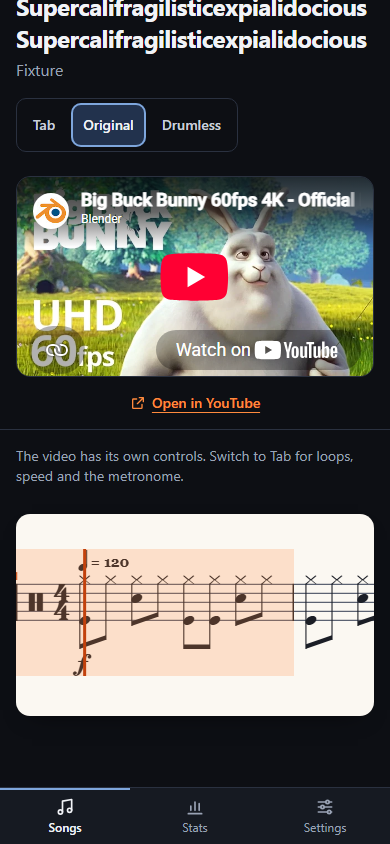 Supercalifragilisticexpialidocious
Supercalifragilisticexpialidocious
Fixture
Tab
Original
Drumless
Big Buck Bunny 60fps 4K - Official
Blender
BUNNY
UHD
60fps
Watch on YouTube
Open in YouTube
The video has its own controls. Switch to Tab for loops,
speed and the metronome.
= 120
4
4
f
Songs
Stats
Settings